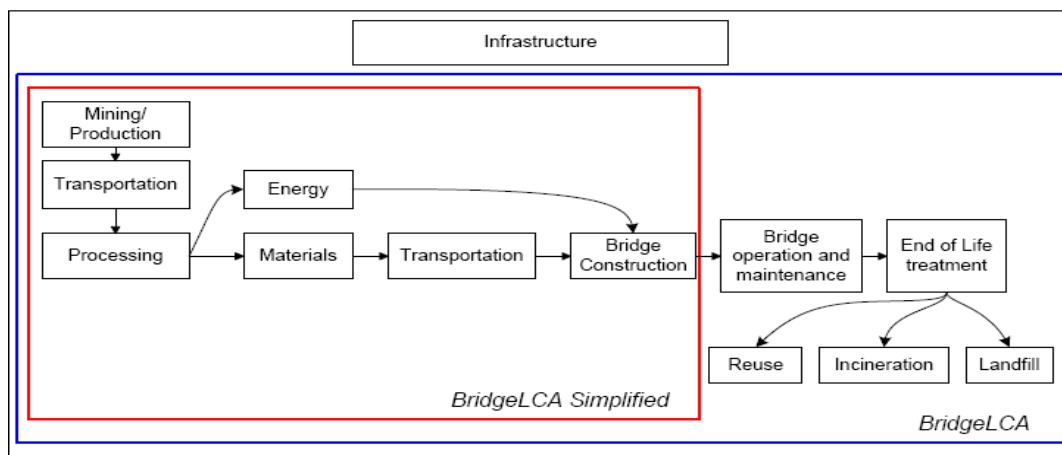 Infrastructure
Mining/
Production
Transportation
Processing
Energy
Materials
Transportation
Bridge
Construction
Bridge
operation and
maintenance
End of Life
treatment
Reuse
Incineration
Landfill
BridgeLCA Simplified
BridgeLCA